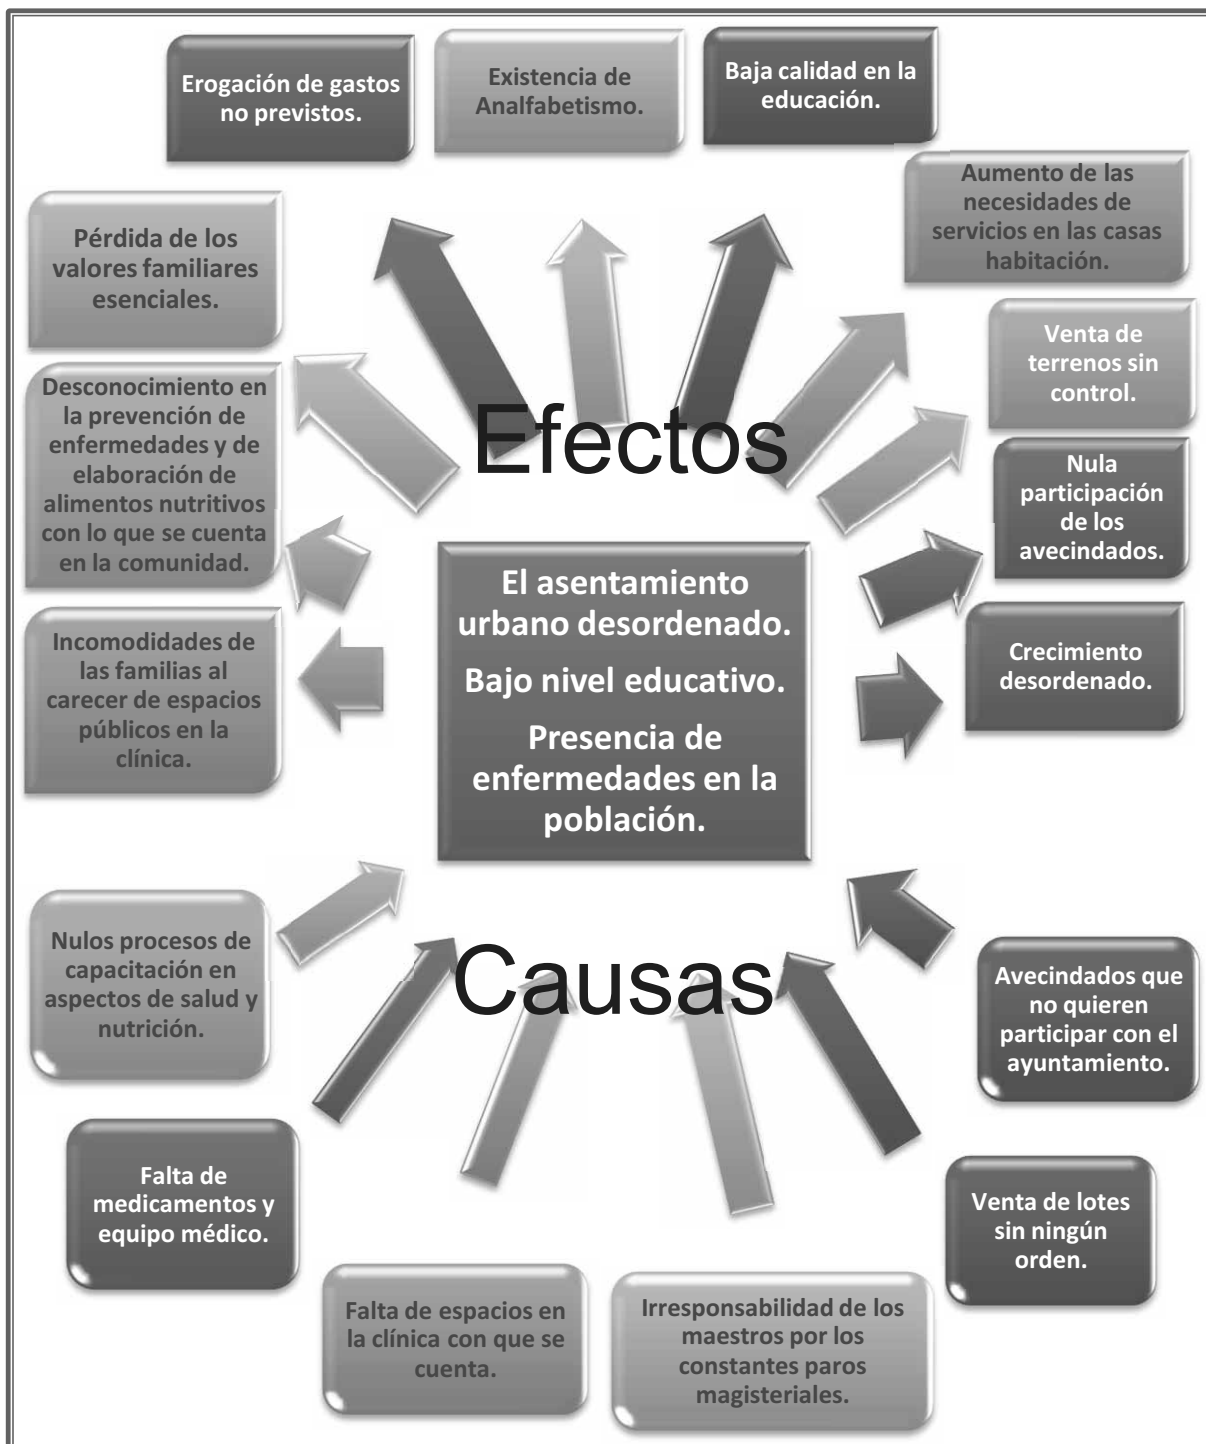 Erogación de gastos
no previstos.
Existencia de
Analfabetismo.
Baja calidad en la
educación.
Aumento de las
necesidades de
servicios en las casas
habitación.
Pérdida de los
valores familiares
esenciales.
Venta de
terrenos sin
control.
Desconocimiento en
la prevención de
enfermedades y de
elaboración de
alimentos nutritivos
con lo que se cuenta
en la comunidad.
Efectos
Nula
participación
de los
avecindados.
El asentamiento
urbano desordenado.
Bajo nivel educativo.
Presencia de
enfermedades en la
población.
Incomodidades de
las familias al
carecer de espacios
públicos en la
clínica.
Crecimiento
desordenado.
Nulos procesos de
capacitación en
aspectos de salud y
nutrición.
Causas
Avecindados que
no quieren
participar con el
ayuntamiento.
Falta de
medicamentos y
equipo médico.
Venta de lotes
sin ningún
orden.
Falta de espacios en
la clínica con que se
cuenta.
Irresponsabilidad de los
maestros por los
constantes paros
magisteriales.